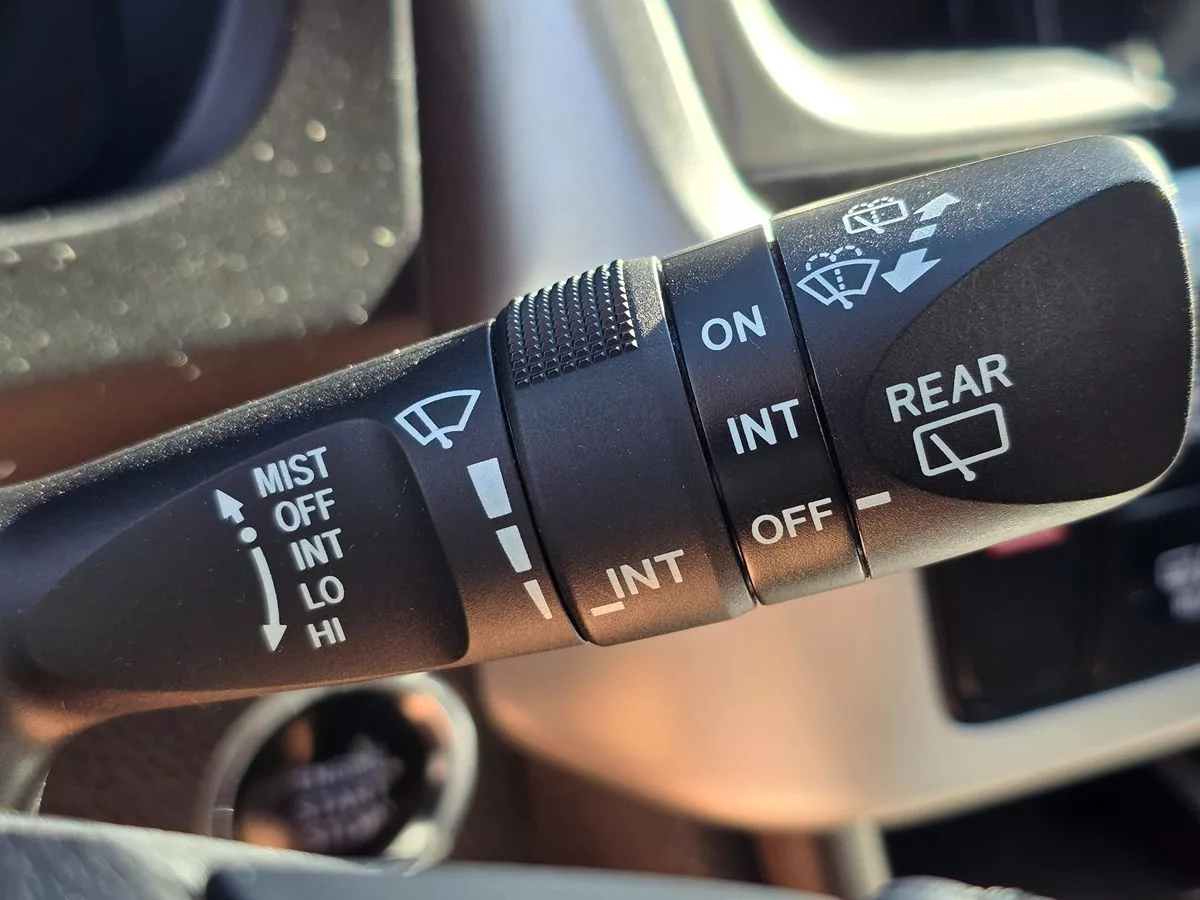 MIST
OFF
INT
LO
HI
INT
ON
INT
OFF
REAR